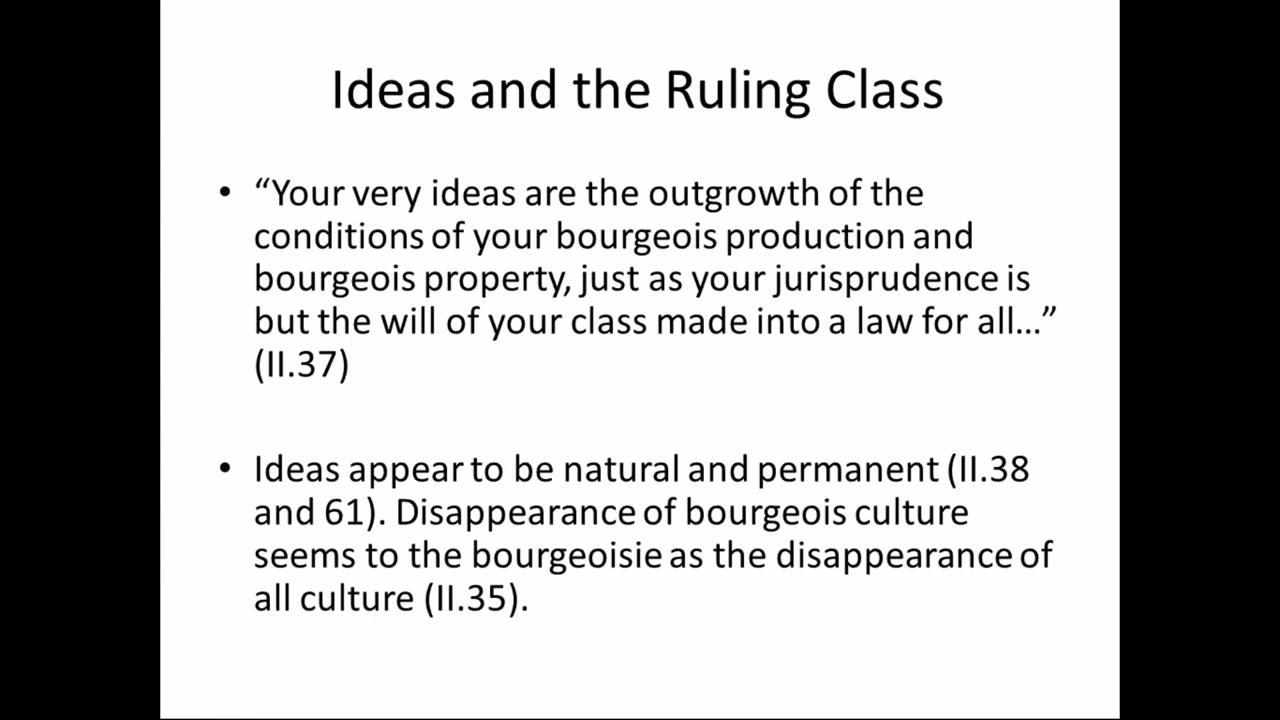 Ideas and the Ruling Class
• “Your very ideas are the outgrowth of the
conditions of your bourgeois production and
bourgeois property, just as your jurisprudence is
but the will of your class made into a law for all…”
(II.37)
• Ideas appear to be natural and permanent (II.38
and 61). Disappearance of bourgeois culture
seems to the bourgeoisie as the disappearance of
all culture (II.35).